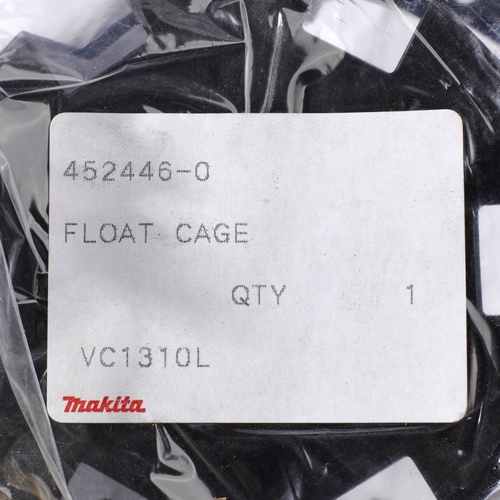 452446-0
FLOAT CAGE
QTY 1
VC1310L
makita